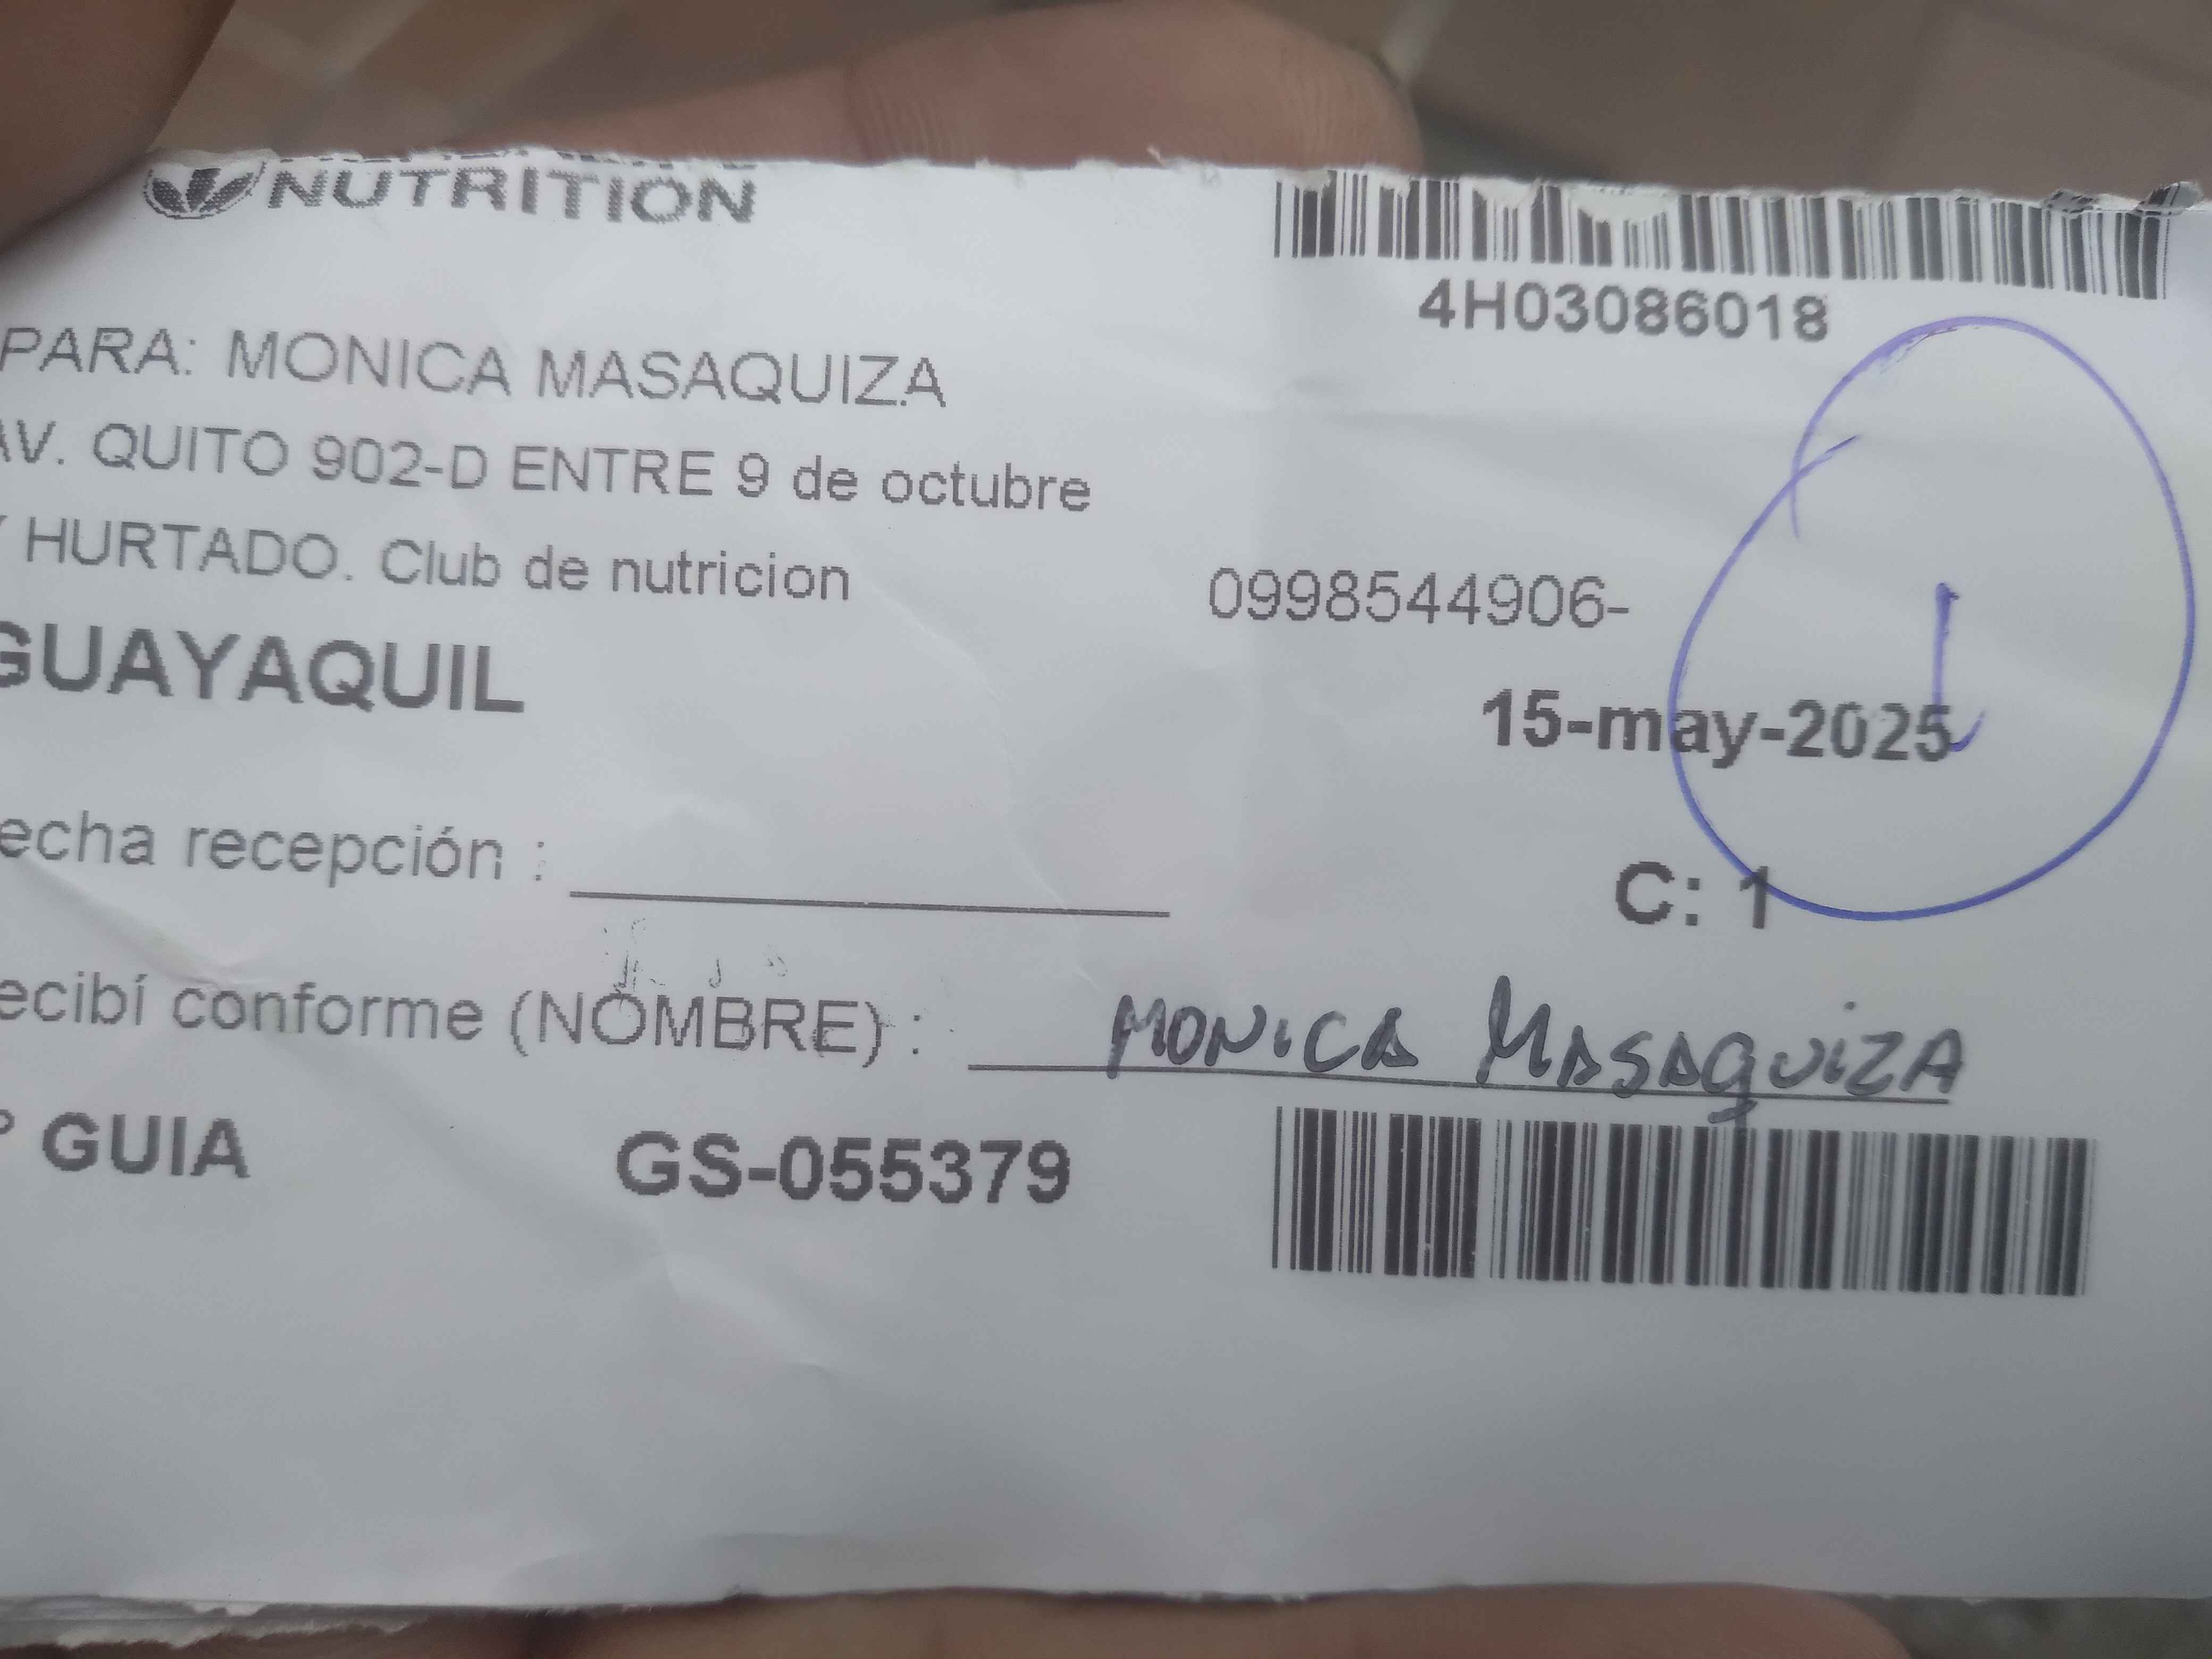 NUTRITION
4H03086018
PARA: MONICA MASAQUIZA
AV. QUITO 902-D ENTRE 9 de octubre
Y HURTADO. Club de nutricion
0998544906-
GUAYAQUIL
15-may-2025
1
echa recepción :
C: 1
ecibí conforme (NOMBRE) : MONICA MASAQUIZA
° GUIA GS-055379